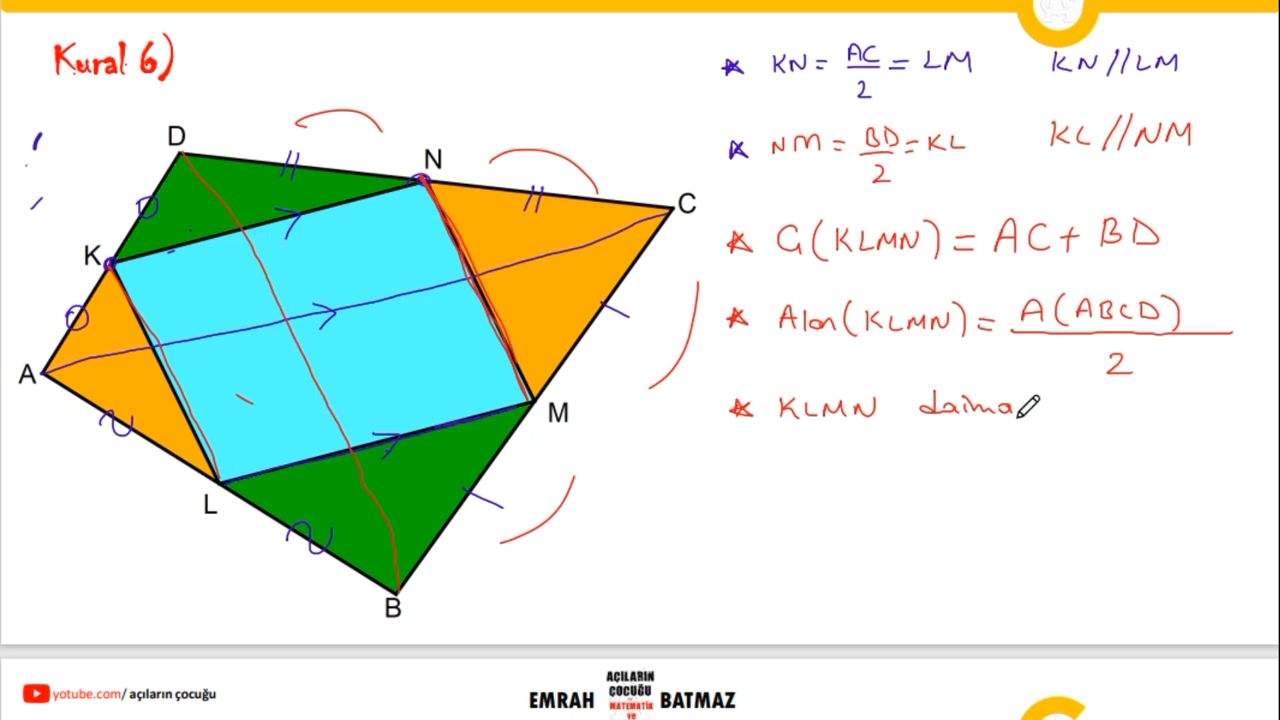 Kural 6)
D
N
C
K
A
M
L
B
* KN = AC/2 = LM KN//LM
* NM = BD/2 = KL KL//NM
* Ç(KLMN) = AC + BD
* Alan(KLMN) = A(ABCD)/2
* KLMN daima
yotube.com/ açıların çocuğu
EMRAH
AÇILARIN
ÇOCUĞU
MATEMATİK
ve
BATMAZ